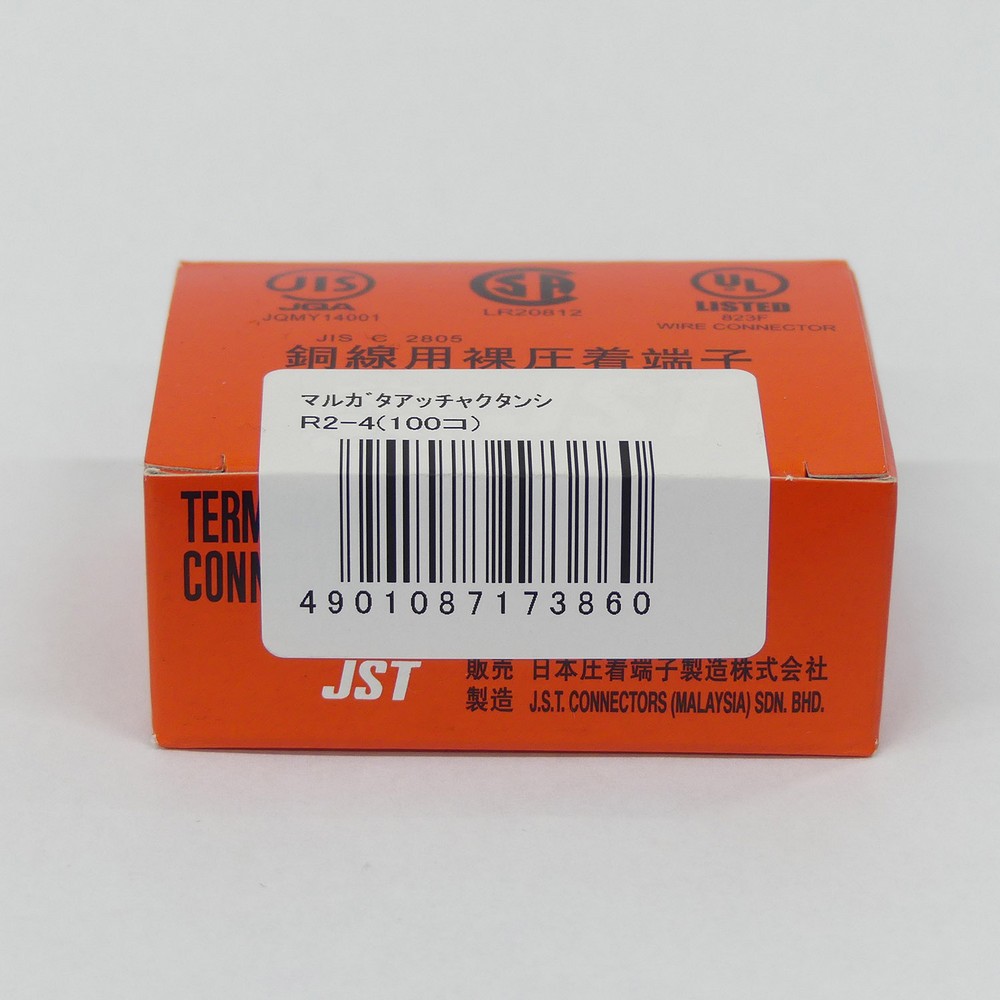 JIS
JQA
JQMY14001
LR20812
UL
LISTED
823F
WIRE CONNECTOR
JIS C 2805
銅線用裸圧着端子
マルガタアッチャクタンシ
R2-4(100コ)
4901087173860
TERM
CONN
JST
販売 日本圧着端子製造株式会社
製造 J.S.T. CONNECTORS (MALAYSIA) SDN. BHD.